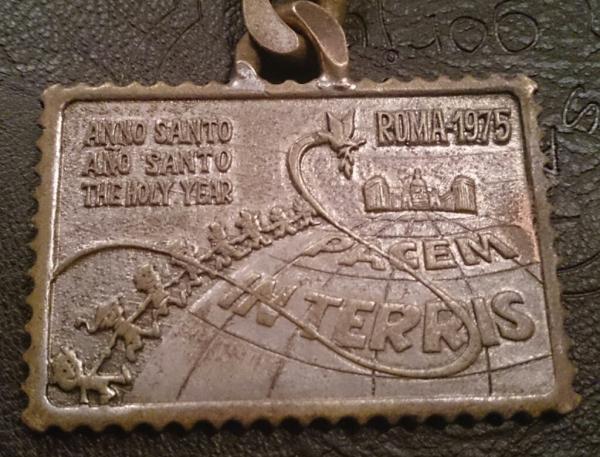 ANNO SANTO
AÑO SANTO
THE HOLY YEAR
ROMA-1975
PACEM
IN TERRIS